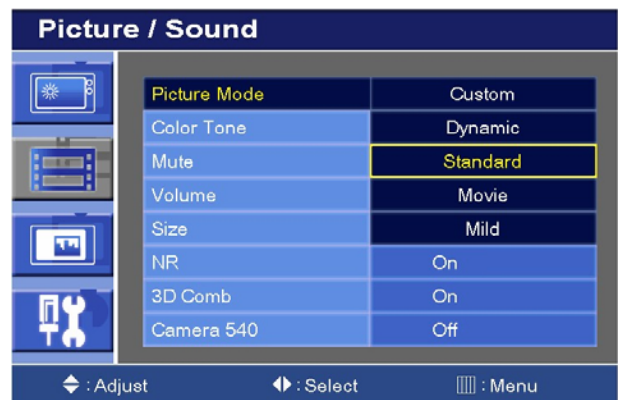 Picture / Sound
Picture Mode Custom
Color Tone Dynamic
Mute Standard
Volume Movie
Size Mild
NR On
3D Comb On
Camera 540 Off
: Adjust : Select : Menu